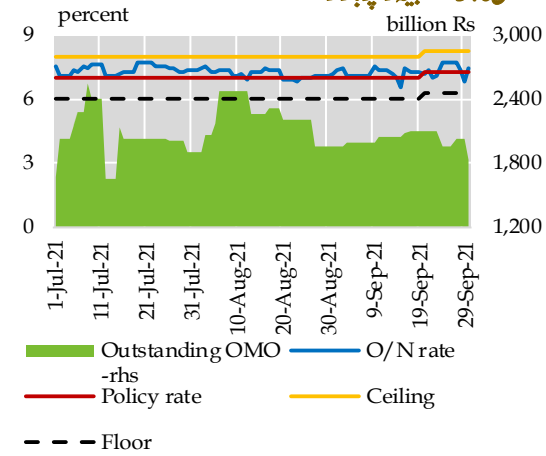 percent
billion Rs
9
6
3
0
3,000
2,400
1,800
1,200
1-Jul-21
11-Jul-21
21-Jul-21
31-Jul-21
10-Aug-21
20-Aug-21
30-Aug-21
9-Sep-21
19-Sep-21
29-Sep-21
Outstanding OMO
-rhs
O/N rate
Policy rate
Ceiling
Floor